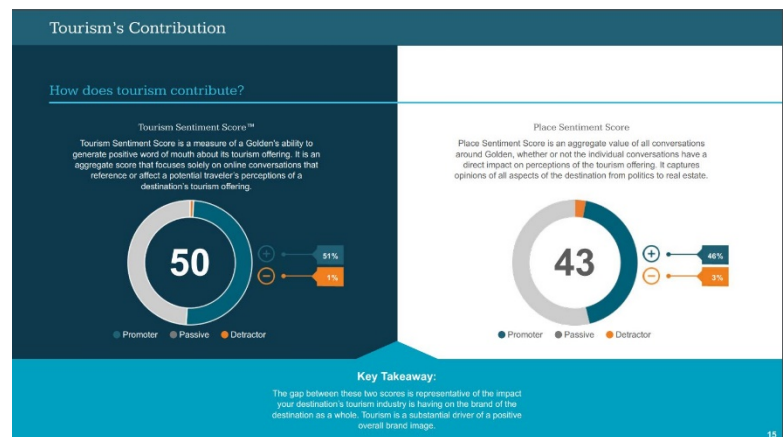 Tourism's Contribution
How does tourism contribute?
Tourism Sentiment Score™
Tourism Sentiment Score is a measure of a Golden's ability to
generate positive word of mouth about its tourism offering. It is an
aggregate score that focuses solely on online conversations that
reference or affect a potential traveler's perceptions of a
destination's tourism offering.
50
51%
1%
Promoter Passive Detractor
Place Sentiment Score
Place Sentiment Score is an aggregate value of all conversations
around Golden, whether or not the individual conversations have a
direct impact on perceptions of the tourism offering. It captures
opinions of all aspects of the destination from politics to real estate.
43
46%
3%
Promoter Passive Detractor
Key Takeaway:
The gap between these two scores is representative of the impact
your destination's tourism industry is having on the brand of the
destination as a whole. Tourism is a substantial driver of a positive
overall brand image.
15